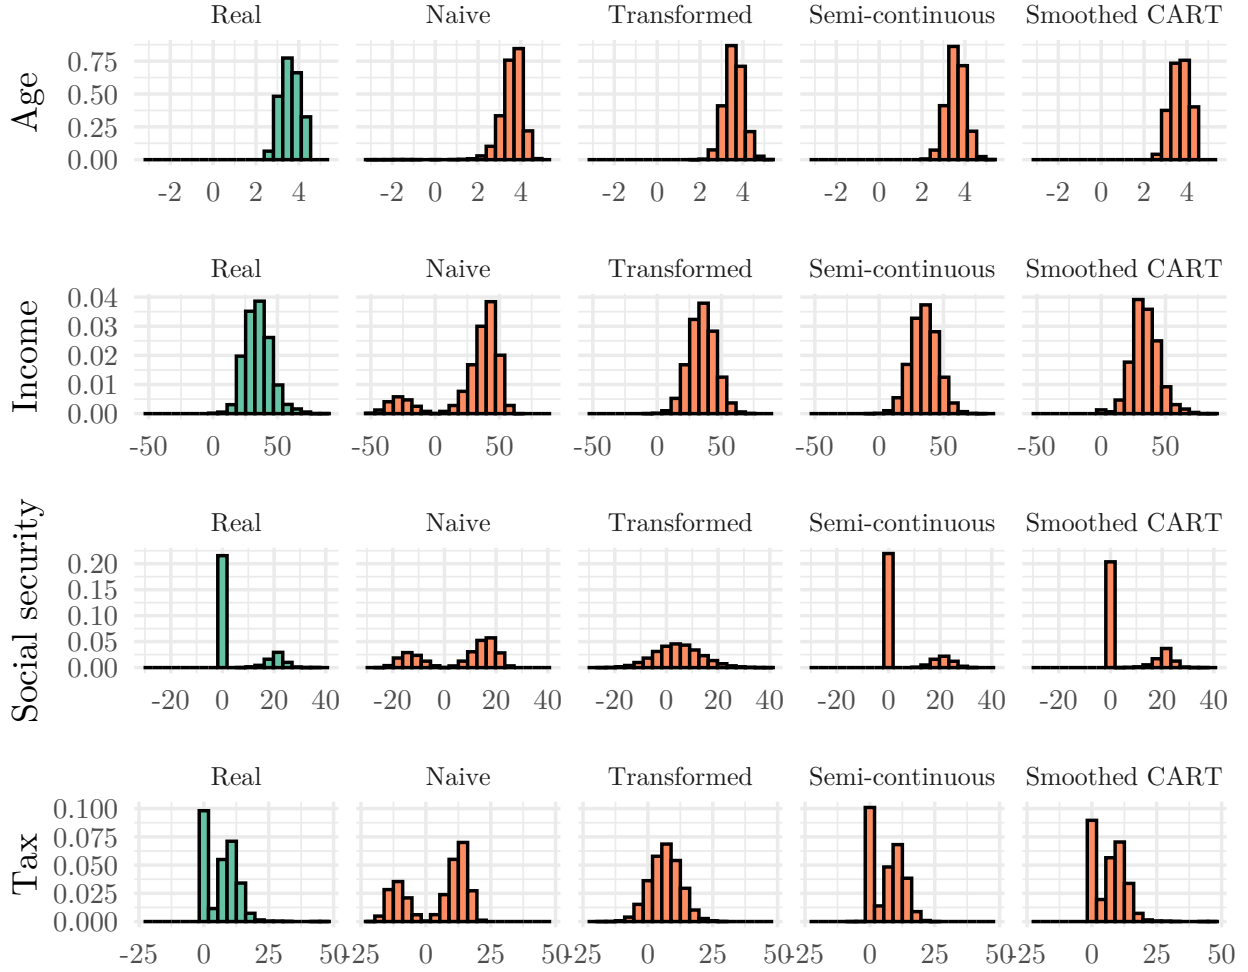 Real Naive Transformed Semi-continuous Smoothed CART
Age
0.75
0.50
0.25
0.00
-2 0 2 4 -2 0 2 4 -2 0 2 4 -2 0 2 4 -2 0 2 4
Real Naive Transformed Semi-continuous Smoothed CART
Income
0.04
0.03
0.02
0.01
0.00
-50 0 50 -50 0 50 -50 0 50 -50 0 50 -50 0 50
Real Naive Transformed Semi-continuous Smoothed CART
Social security
0.20
0.15
0.10
0.05
0.00
-20 0 20 40 -20 0 20 40 -20 0 20 40 -20 0 20 40 -20 0 20 40
Real Naive Transformed Semi-continuous Smoothed CART
Tax
0.100
0.075
0.050
0.025
0.000
-25 0 25 50 -25 0 25 50 -25 0 25 50 -25 0 25 50 -25 0 25 50